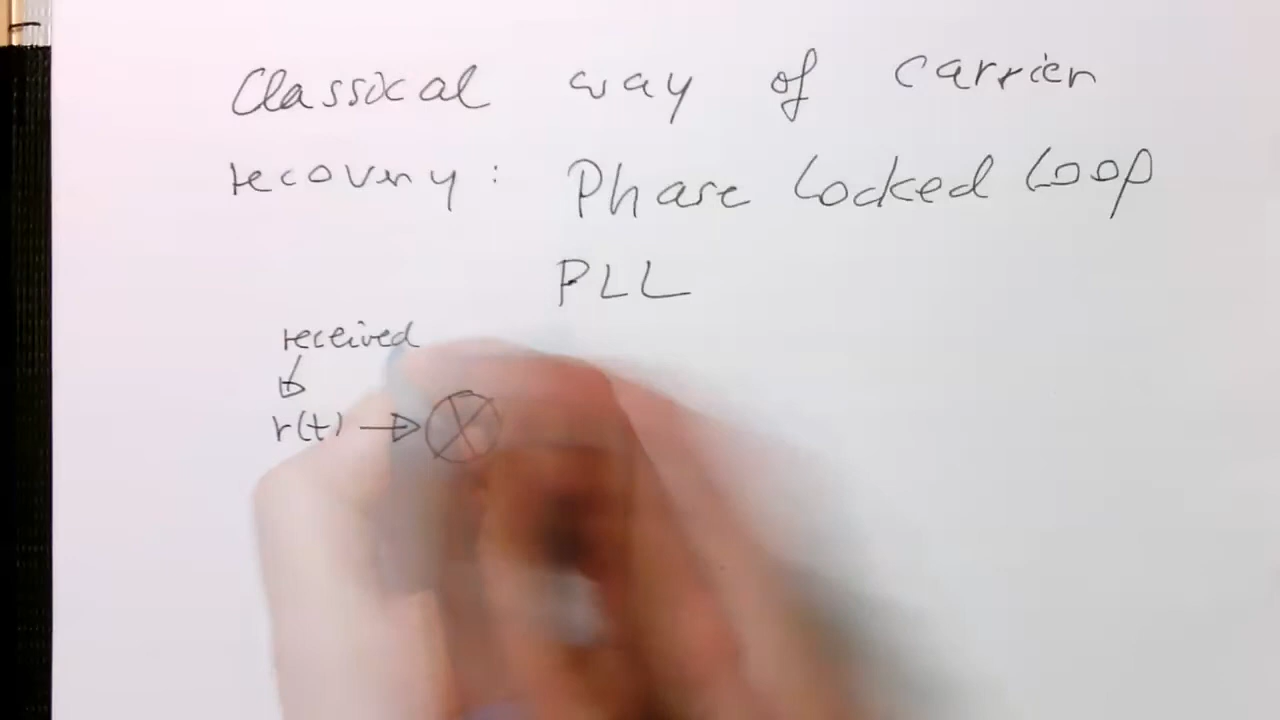 Classical way of carrier
recovery: Phase Locked Loop
PLL
received
r(t)